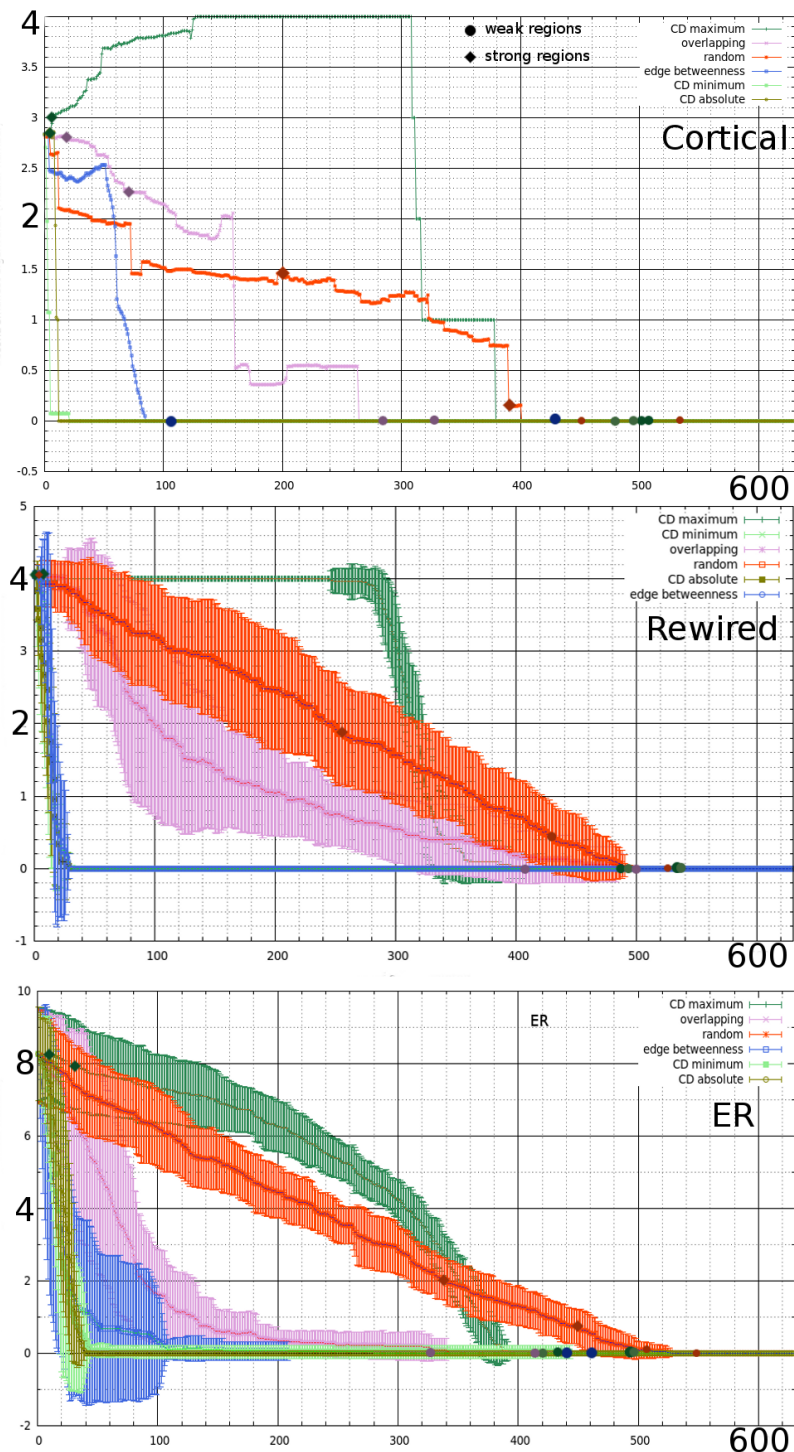 4
3.5
3
2.5
2
1.5
1
0.5
0
-0.5
0
100
200
300
400
500
600
weak regions
strong regions
CD maximum
overlapping
random
edge betweenness
CD minimum
CD absolute
Cortical
5
4
3
2
1
0
-1
0
100
200
300
400
500
600
CD maximum
CD minimum
overlapping
random
CD absolute
edge betweenness
Rewired
10
8
6
4
2
0
-2
0
100
200
300
400
500
600
ER
CD maximum
overlapping
random
edge betweenness
CD minimum
CD absolute
ER